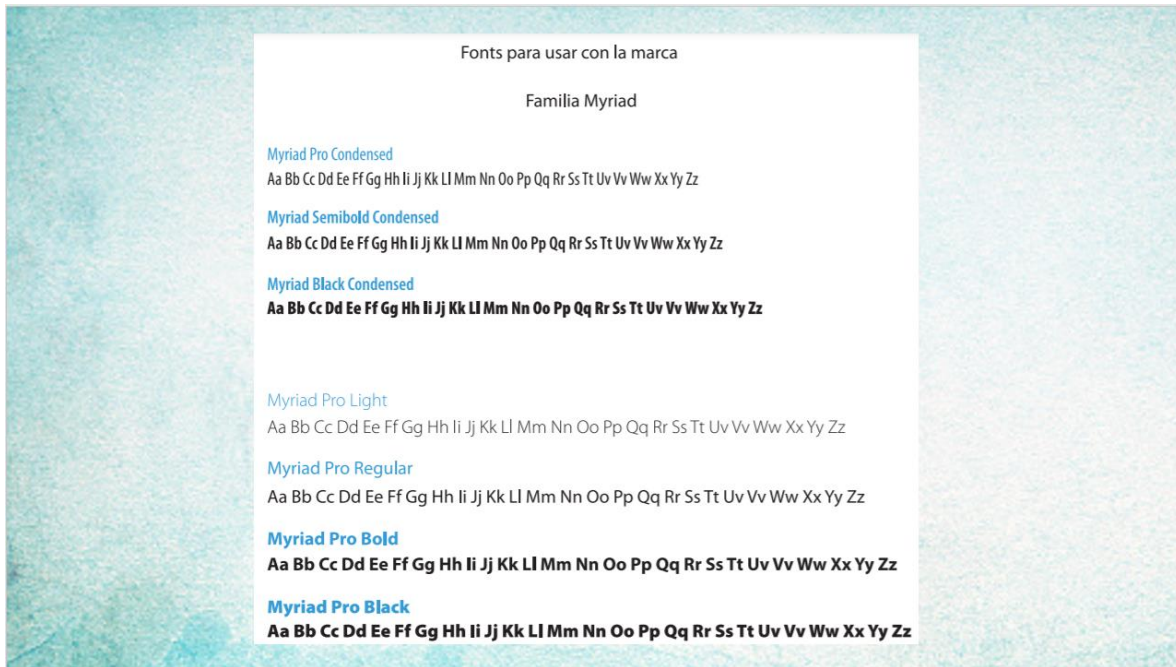 Fonts para usar con la marca
Familia Myriad
Myriad Pro Condensed
Aa Bb Cc Dd Ee Ff Gg Hh Ii Jj Kk Ll Mm Nn Oo Pp Qq Rr Ss Tt Uv Vv Ww Xx Yy Zz
Myriad Semibold Condensed
Aa Bb Cc Dd Ee Ff Gg Hh Ii Jj Kk Ll Mm Nn Oo Pp Qq Rr Ss Tt Uv Vv Ww Xx Yy Zz
Myriad Black Condensed
Aa Bb Cc Dd Ee Ff Gg Hh Ii Jj Kk Ll Mm Nn Oo Pp Qq Rr Ss Tt Uv Vv Ww Xx Yy Zz
Myriad Pro Light
Aa Bb Cc Dd Ee Ff Gg Hh Ii Jj Kk Ll Mm Nn Oo Pp Qq Rr Ss Tt Uv Vv Ww Xx Yy Zz
Myriad Pro Regular
Aa Bb Cc Dd Ee Ff Gg Hh Ii Jj Kk Ll Mm Nn Oo Pp Qq Rr Ss Tt Uv Vv Ww Xx Yy Zz
Myriad Pro Bold
Aa Bb Cc Dd Ee Ff Gg Hh Ii Jj Kk Ll Mm Nn Oo Pp Qq Rr Ss Tt Uv Vv Ww Xx Yy Zz
Myriad Pro Black
Aa Bb Cc Dd Ee Ff Gg Hh Ii Jj Kk Ll Mm Nn Oo Pp Qq Rr Ss Tt Uv Vv Ww Xx Yy Zz